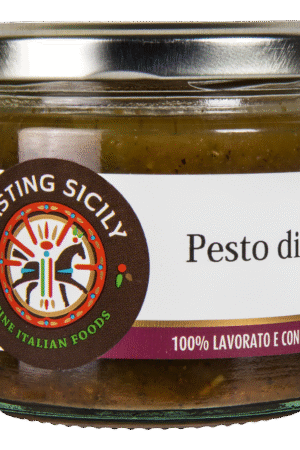 STING SICILY
INE ITALIAN FOODS
Pesto di
100% LAVORATO E CON